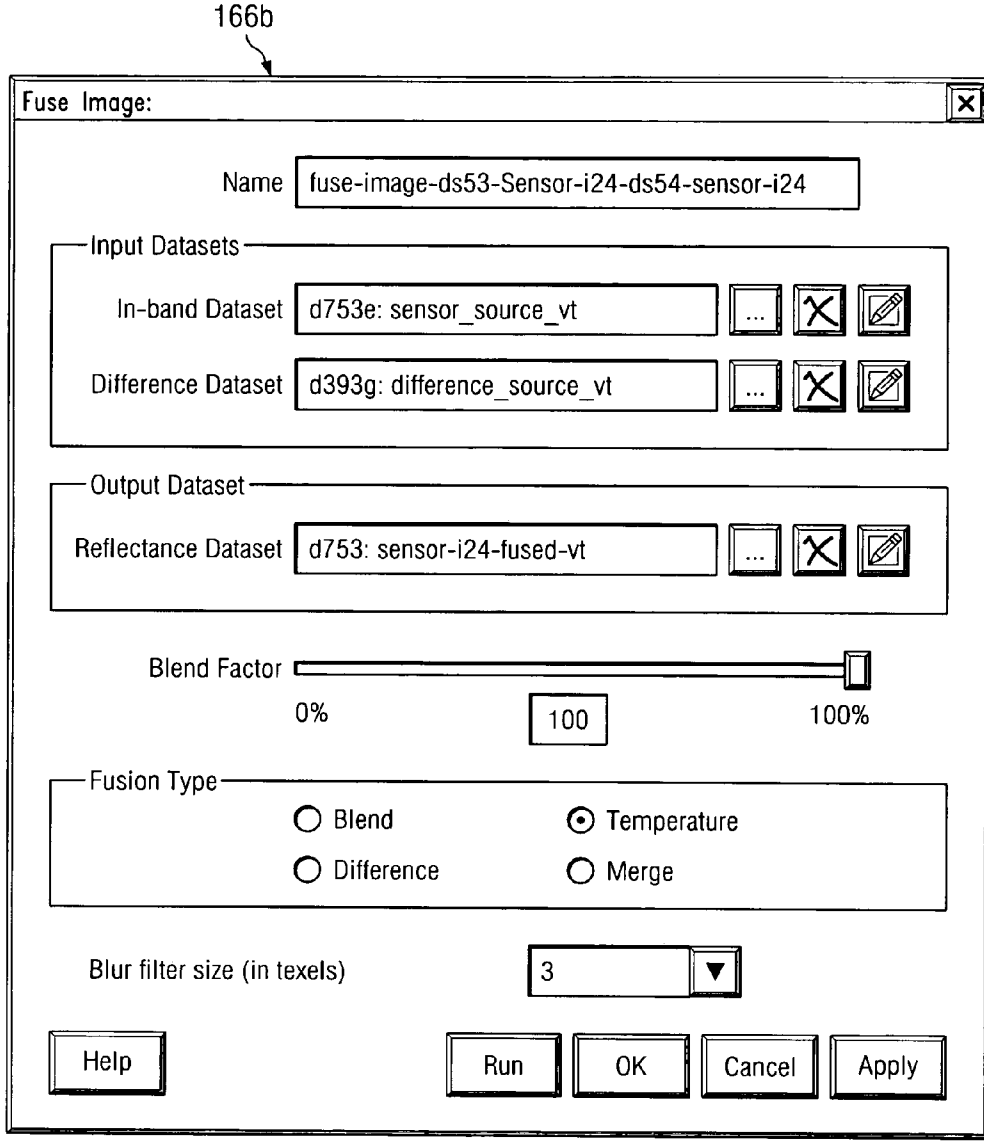 166b
Fuse Image:
Name fuse-image-ds53-Sensor-i24-ds54-sensor-i24
Input Datasets
In-band Dataset d753e: sensor_source_vt ...
Difference Dataset d393g: difference_source_vt ...
Output Dataset
Reflectance Dataset d753: sensor-i24-fused-vt ...
Blend Factor
0% 100 100%
Fusion Type
Blend Temperature
Difference Merge
Blur filter size (in texels) 3
Help Run OK Cancel Apply